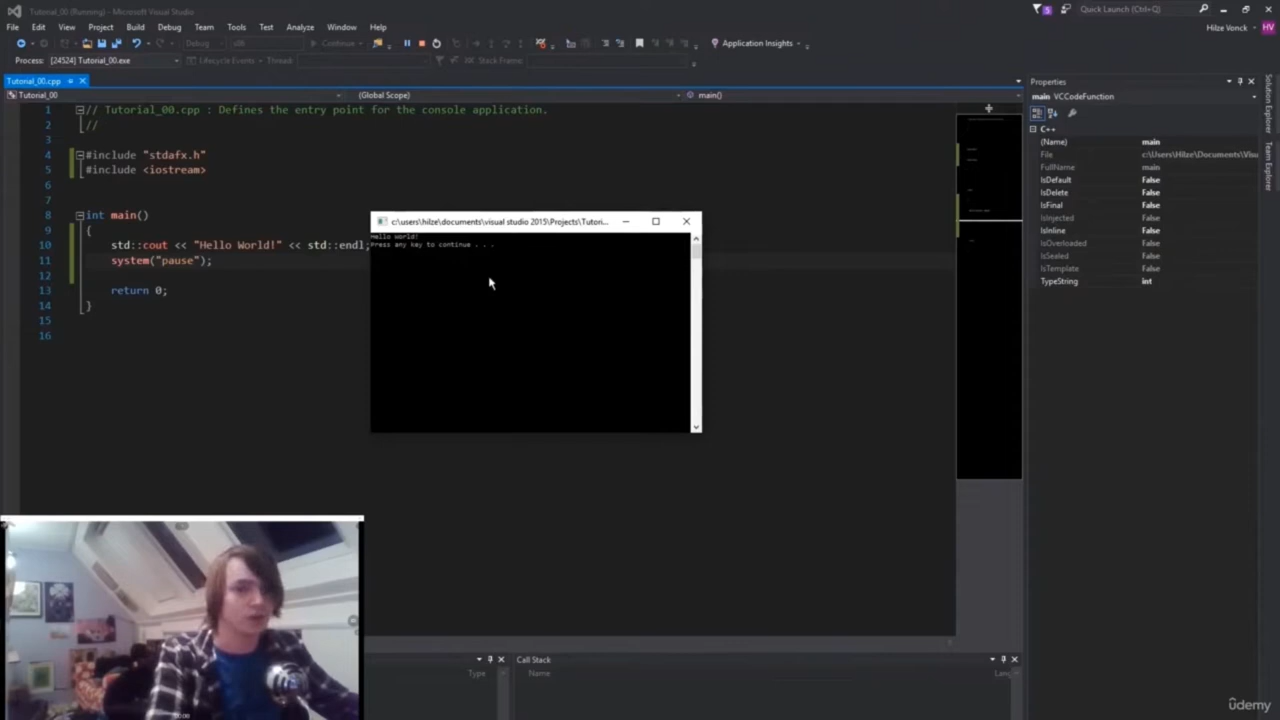 Tutorial_00 (Running) - Microsoft Visual Studio
Quick Launch (Ctrl+Q)
File Edit View Project Build Debug Team Tools Test Analyze Window Help
Hilze Vonck HV
Debug x86 Continue Application Insights
Process: [24524] Tutorial_00.exe Lifecycle Events Thread: Stack Frame:
Tutorial_00.cpp
Tutorial_00 (Global Scope) main()
1 // Tutorial_00.cpp : Defines the entry point for the console application.
2 //
3
4 #include "stdafx.h"
5 #include <iostream>
6
7
8 int main()
9 {
10 std::cout << "Hello World!" << std::endl;
11 system("pause");
12
13 return 0;
14 }
15
16
c:\users\hilze\documents\visual studio 2015\Projects\Tutori...
Hello World!
Press any key to continue . . .
Properties
main VCCodeFunction
C++
(Name) main
File c:\Users\Hilze\Documents\Visu
FullName main
IsDefault False
IsDelete False
IsFinal False
IsInjected False
IsInline False
IsOverloaded False
IsSealed False
IsTemplate False
TypeString int
Solution Explorer
Team Explorer
Type
Call Stack
Name
udemy